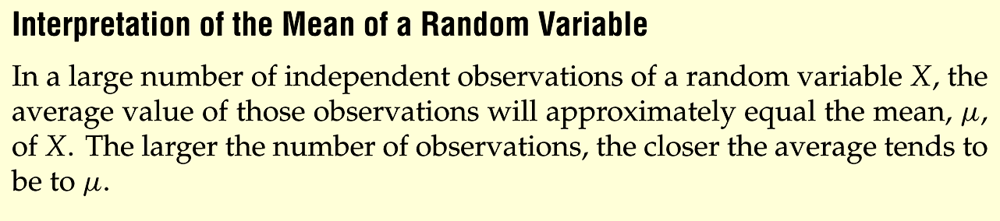 Interpretation of the Mean of a Random Variable
In a large number of independent observations of a random variable X, the
average value of those observations will approximately equal the mean, μ,
of X. The larger the number of observations, the closer the average tends to
be to μ.